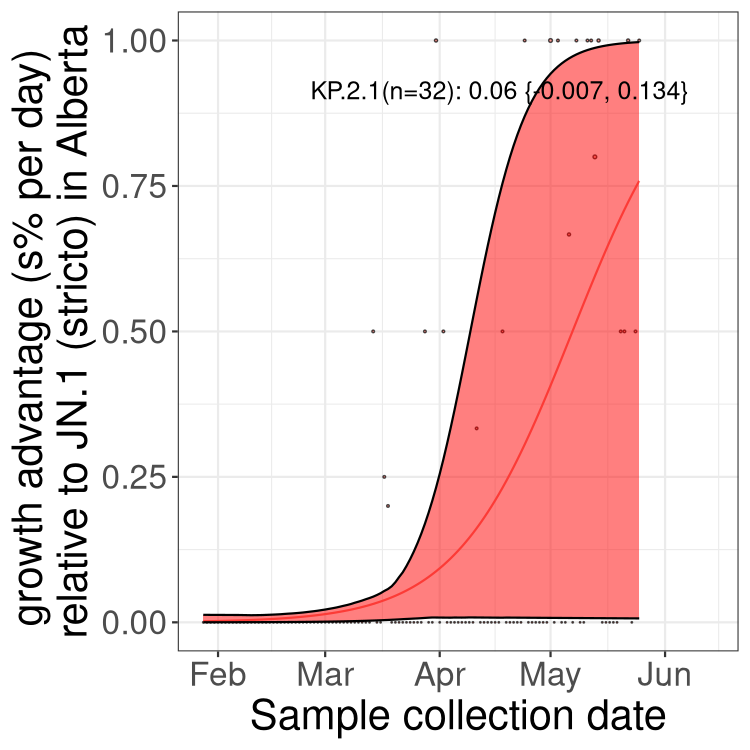 growth advantage (s% per day)
relative to JN.1 (stricto) in Alberta
1.00
0.75
0.50
0.25
0.00
KP.2.1(n=32): 0.06 {-0.007, 0.134}
Feb Mar Apr May Jun
Sample collection date